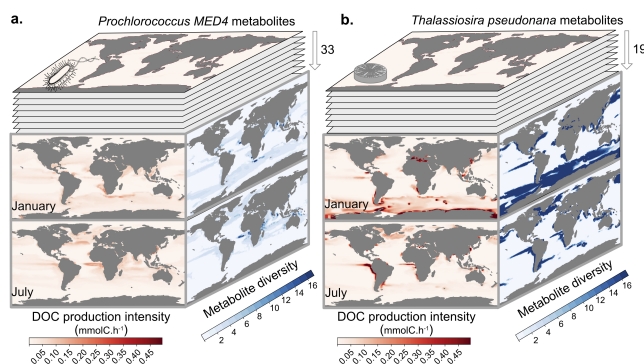 a.
Prochlorococcus MED4 metabolites
33
January
July
DOC production intensity
(mmolC.h⁻¹)
0.05 0.10 0.15 0.20 0.25 0.30 0.35 0.40 0.45
Metabolite diversity
2 4 6 8 10 12 14 16
b.
Thalassiosira pseudonana metabolites
19
January
July
DOC production intensity
(mmolC.h⁻¹)
0.05 0.10 0.15 0.20 0.25 0.30 0.35 0.40 0.45
Metabolite diversity
2 4 6 8 10 12 14 16